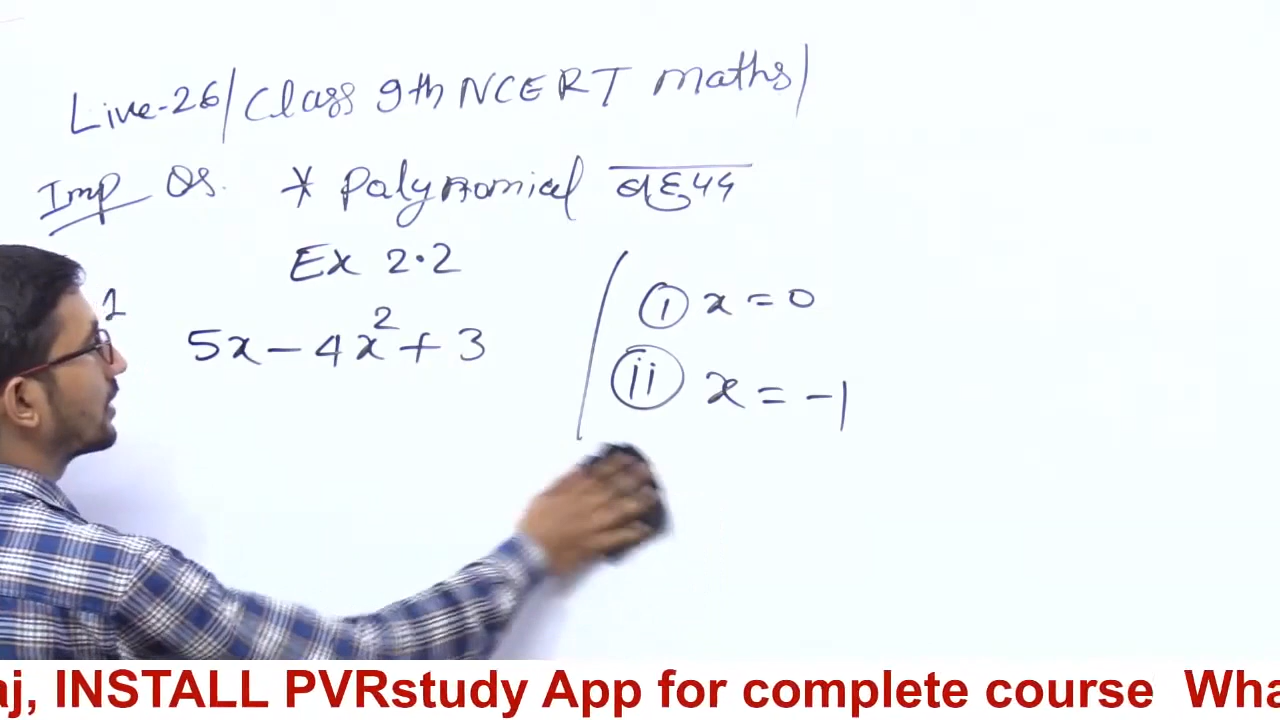 Live-26/Class 9th NCERT maths/
Imp Qs. * Polynomial बहुपद
Ex 2.2
1 5x-4x²+3
i x=0
ii x=-1
aj, INSTALL PVRstudy App for complete course Wha